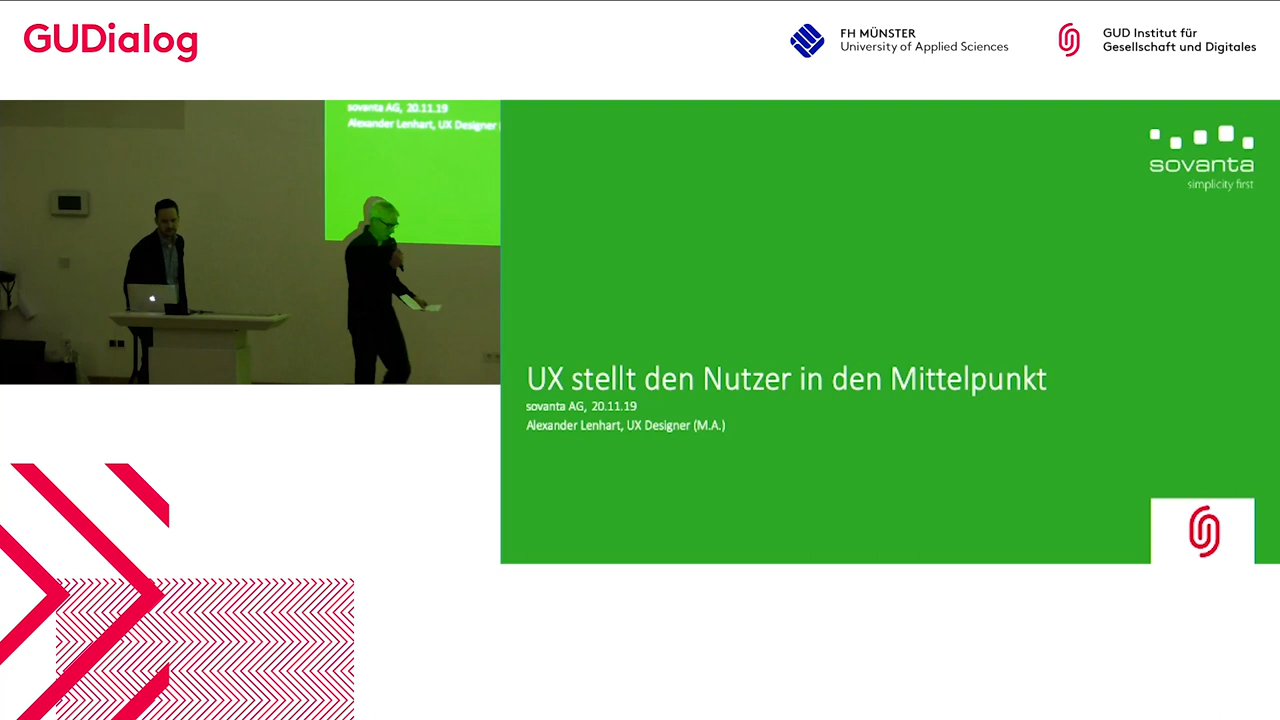 GUDialog
FH MÜNSTER
University of Applied Sciences
GUD Institut für
Gesellschaft und Digitales
sovanta AG, 20.11.19
Alexander Lenhart, UX Designer
sovanta
simplicity first
UX stellt den Nutzer in den Mittelpunkt
sovanta AG, 20.11.19
Alexander Lenhart, UX Designer (M.A.)